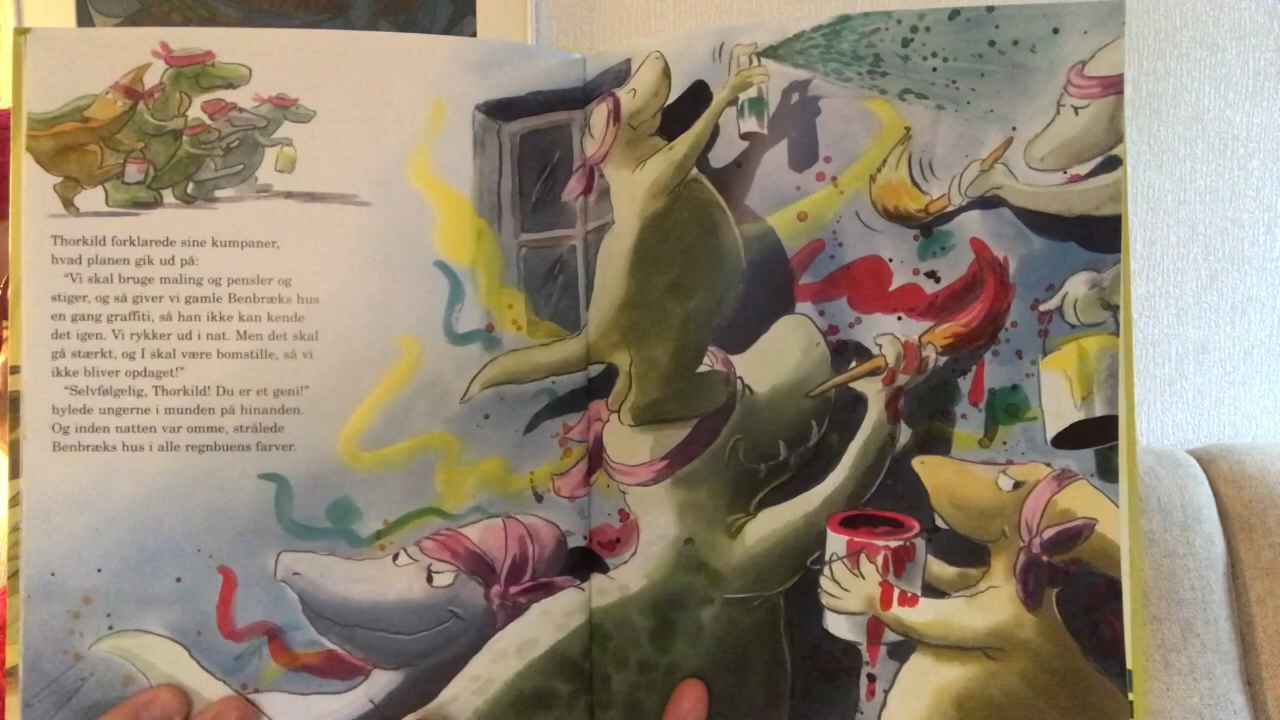 Thorkild forklarede sine kumpaner,
hvad planen gik ud på:
"Vi skal bruge maling og pensler og
stiger, og så giver vi gamle Benbræks hus
en gang graffiti, så han ikke kan kende
det igen. Vi rykker ud i nat. Men det skal
gå stærkt, og I skal være bomstille, så vi
ikke bliver opdaget!"
"Selvfølgelig, Thorkild! Du er et geni!"
hylede ungerne i munden på hinanden.
Og inden natten var omme, strålede
Benbræks hus i alle regnbuens farver.